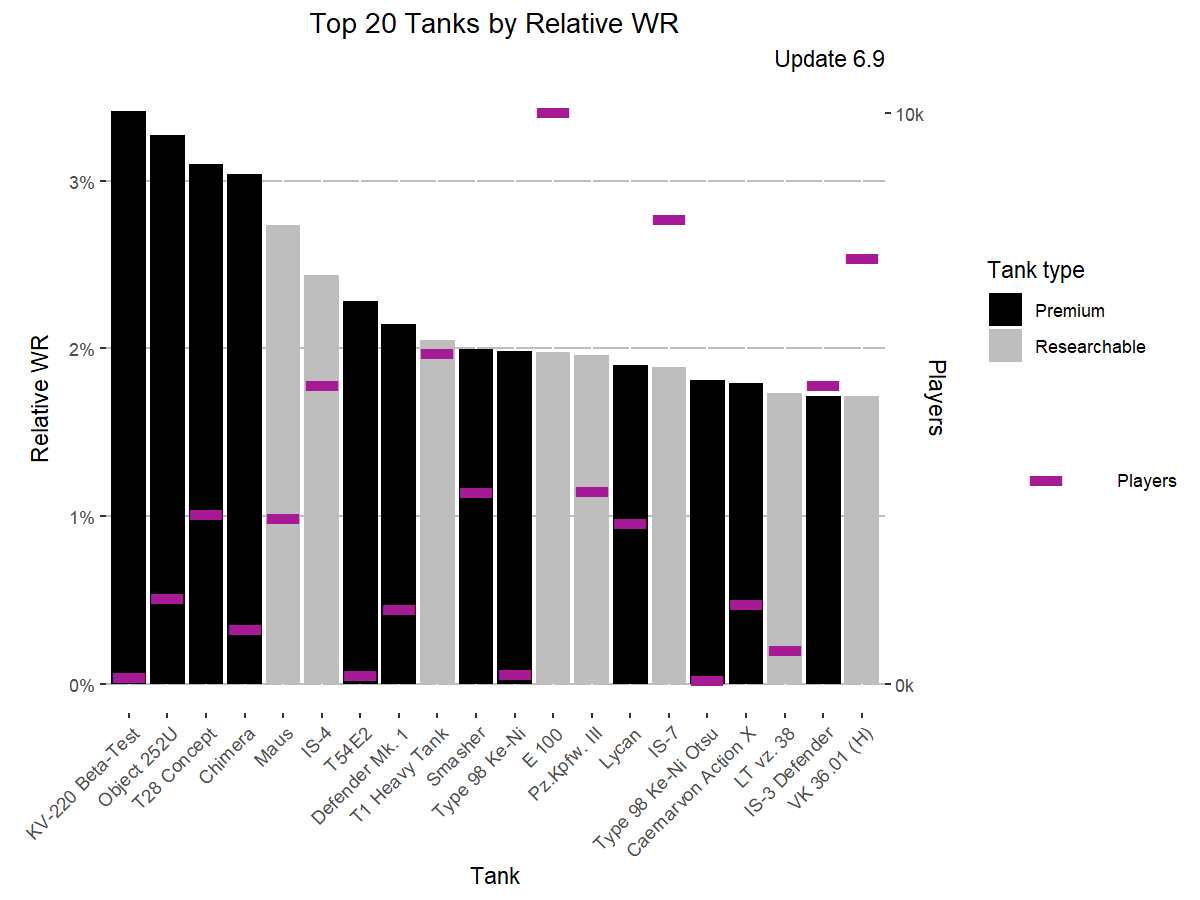 Top 20 Tanks by Relative WR
Update 6.9
Relative WR
3%
2%
1%
0%
10k
0k
Players
KV-220 Beta-Test
Object 252U
T28 Concept
Chimera
Maus
IS-4
T54E2
Defender Mk. 1
T1 Heavy Tank
Smasher
Type 98 Ke-Ni
E 100
Pz.Kpfw. III
Lycan
IS-7
Type 98 Ke-Ni Otsu
Caernarvon Action X
LT vz. 38
IS-3 Defender
VK 36.01 (H)
Tank
Tank type
Premium
Researchable
Players